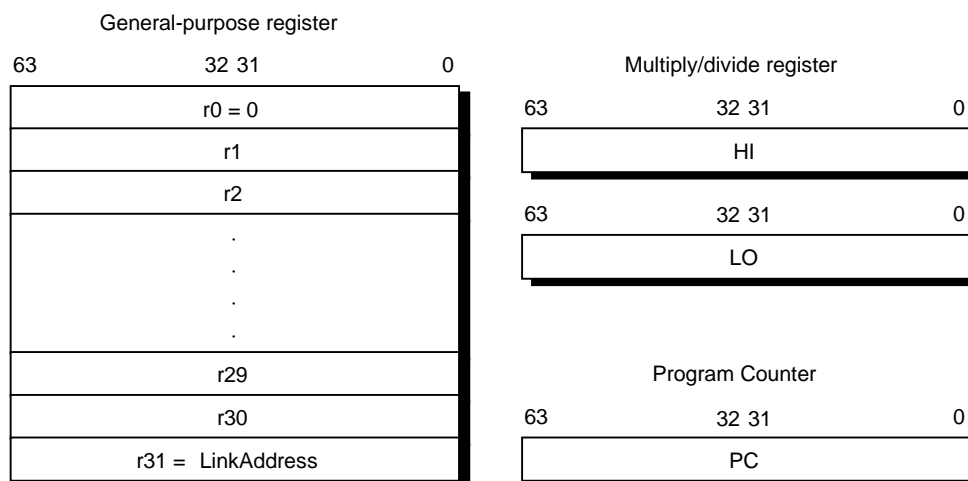 General-purpose register
63 32 31 0
r0 = 0
r1
r2
.
.
.
.
r29
r30
r31 = LinkAddress
Multiply/divide register
63 32 31 0
HI
63 32 31 0
LO
Program Counter
63 32 31 0
PC